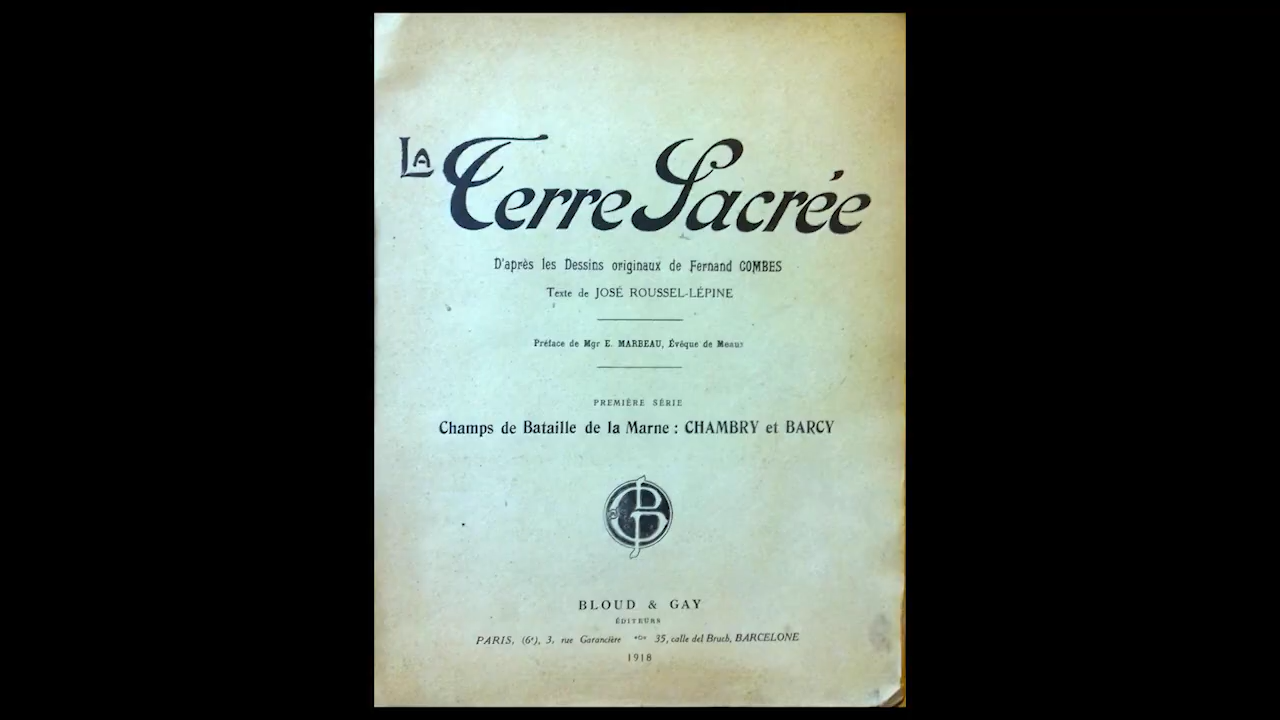 La Terre Sacrée
D'après les Dessins originaux de Fernand COMBES
Texte de JOSÉ ROUSSEL-LÉPINE
Préface de Mgr E. MARBEAU, Évêque de Meaux
PREMIÈRE SÉRIE
Champs de Bataille de la Marne : CHAMBRY et BARCY
BLOUD & GAY
ÉDITEURS
PARIS, (6e), 3, rue Garancière 35, calle del Bruch, BARCELONE
1918